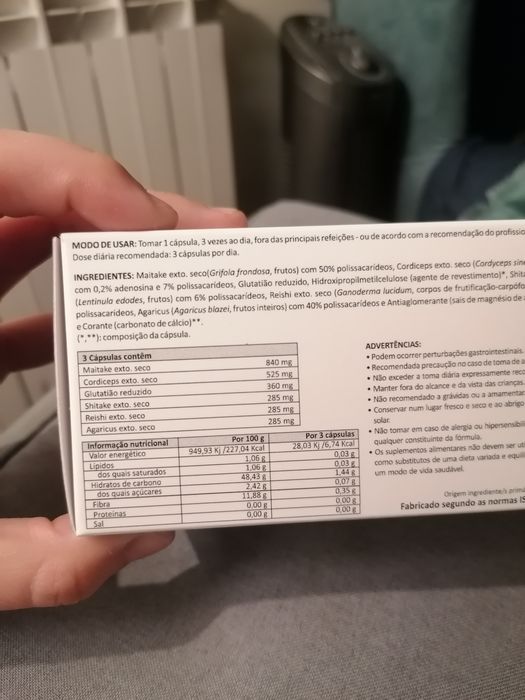 MODO DE USAR: Tomar 1 cápsula, 3 vezes ao dia, fora das principais refeições - ou de acordo com a recomendação do
Dose diária recomendada: 3 cápsulas por dia.
INGREDIENTES: Maitake exto. seco(Grifola frondosa, frutos) com 50% polissacarídeos, Cordiceps exto. seco (Cordyceps
com 0,2% adenosina e 7% polissacarídeos, Glutatião reduzido, Hidroxipropilmetilcelulose (agente de revestimento)*,
(Lentinula edodes, frutos) com 6% polissacarídeos, Reishi exto. seco (Ganoderma lucidum, corpos de
polissacarídeos, Agaricus (Agaricus blazei, frutos inteiros) com 40% polissacarídeos e Antiaglomerante (sais de magnésio de
e Corante (carbonato de cálcio)**.
(*,**): composição da cápsula.
3 Cápsulas contêm
Maitake exto. seco 840 mg
Cordiceps exto. seco 525 mg
Glutatião reduzido 360 mg
Shitake exto. seco 285 mg
Reishi exto. seco 285 mg
Agaricus exto. seco 285 mg
Informação nutricional Por 100 g Por 3 cápsulas
Valor energético 949,93 Kj /227,04 Kcal 28,03 Kj /6,74 Kcal
Lípidos 1,06 g 0,03 g
dos quais saturados 1,06 g 0,03 g
Hidratos de carbono 48,43 g 1,44 g
dos quais açúcares 2,42 g 0,07 g
Fibra 11,88 g 0,35 g
Proteínas 0,00 g 0,00 g
Sal 0,00 g 0,00 g
ADVERTÊNCIAS:
• Podem ocorrer perturbações gastrointestinais.
• Recomendada precaução no caso de toma de
• Não exceder a toma diária expressamente
• Manter fora do alcance e da vista das crianças.
• Não recomendado a grávidas ou a
• Conservar num lugar fresco e seco e ao abrigo
solar.
• Não tomar em caso de alergia ou
qualquer constituinte da fórmula.
• Os suplementos alimentares não devem ser
como substitutos de uma dieta variada e
um modo de vida saudável.
Origem
Fabricado segundo as normas